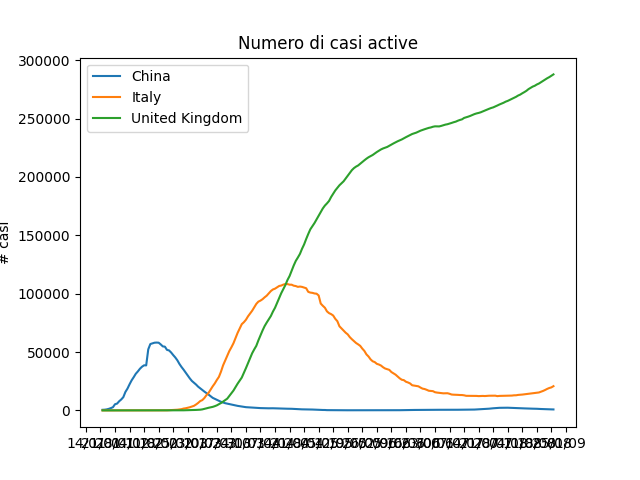 Numero di casi active
China
Italy
United Kingdom
# casi
300000
250000
200000
150000
100000
50000
0